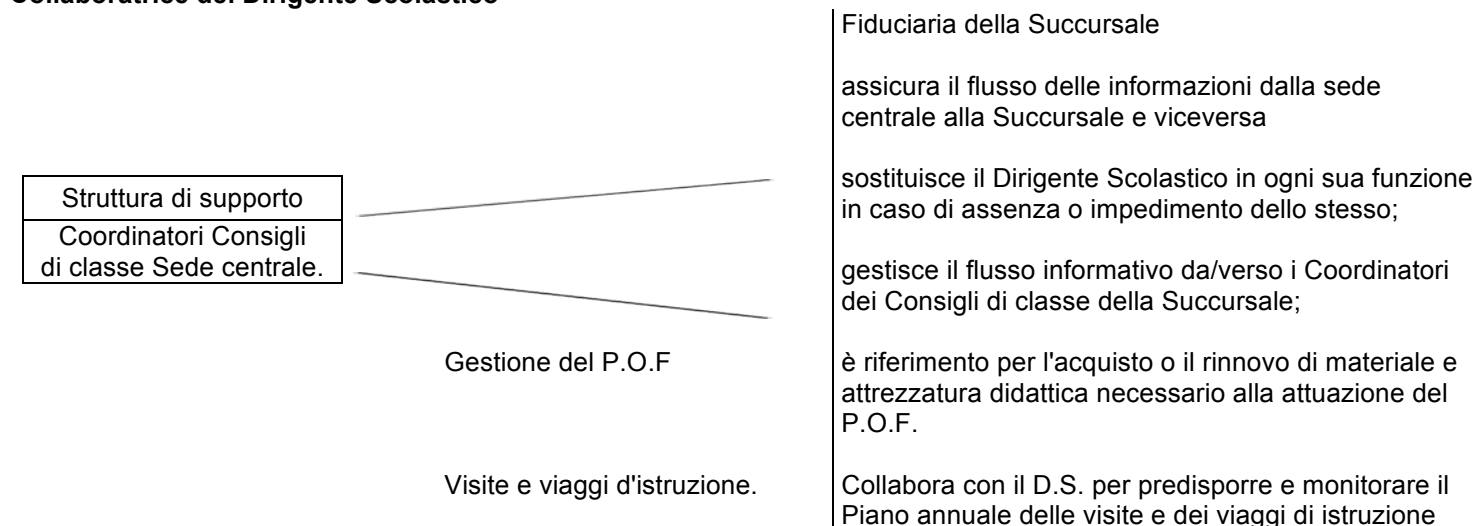 Collaboratrice del Dirigente Scolastico
Fiduciaria della Succursale
assicura il flusso delle informazioni dalla sede
centrale alla Succursale e viceversa
Struttura di supporto
Coordinatori Consigli
di classe Sede centrale.
sostituisce il Dirigente Scolastico in ogni sua funzione
in caso di assenza o impedimento dello stesso;
gestisce il flusso informativo da/verso i Coordinatori
dei Consigli di classe della Succursale;
Gestione del P.O.F
è riferimento per l'acquisto o il rinnovo di materiale e
attrezzatura didattica necessario alla attuazione del
P.O.F.
Visite e viaggi d'istruzione.
Collabora con il D.S. per predisporre e monitorare il
Piano annuale delle visite e dei viaggi di istruzione